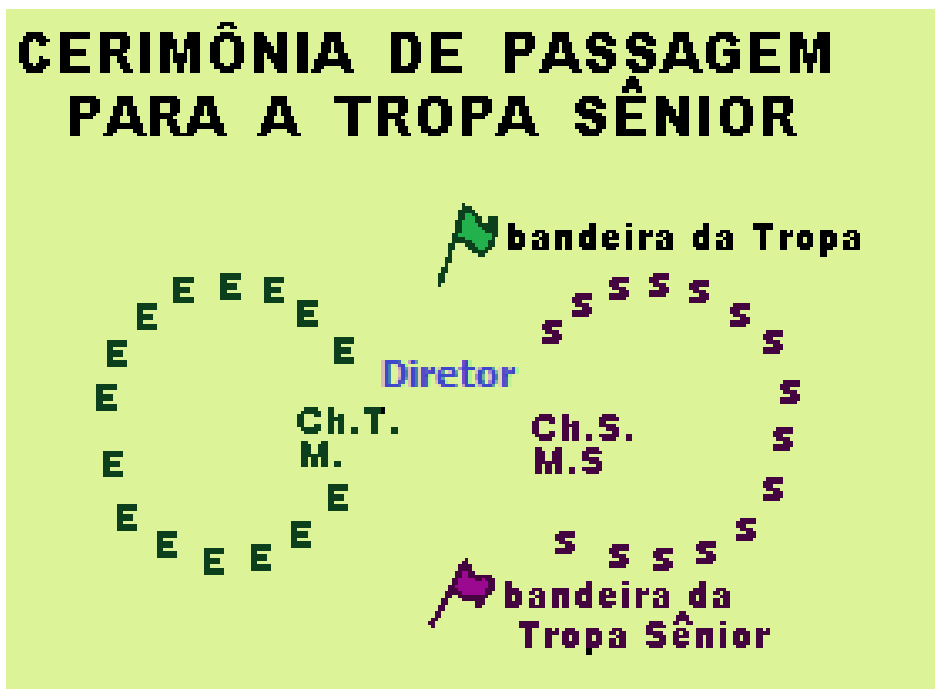 CERIMÔNIA DE PASSAGEM
PARA A TROPA SÊNIOR
bandeira da Tropa
E E E E E E E E E E E E E E E E
S S S S S S S S S S S S S S S S
Diretor
Ch.T.
M.
Ch.S.
M.S
bandeira da
Tropa Sênior